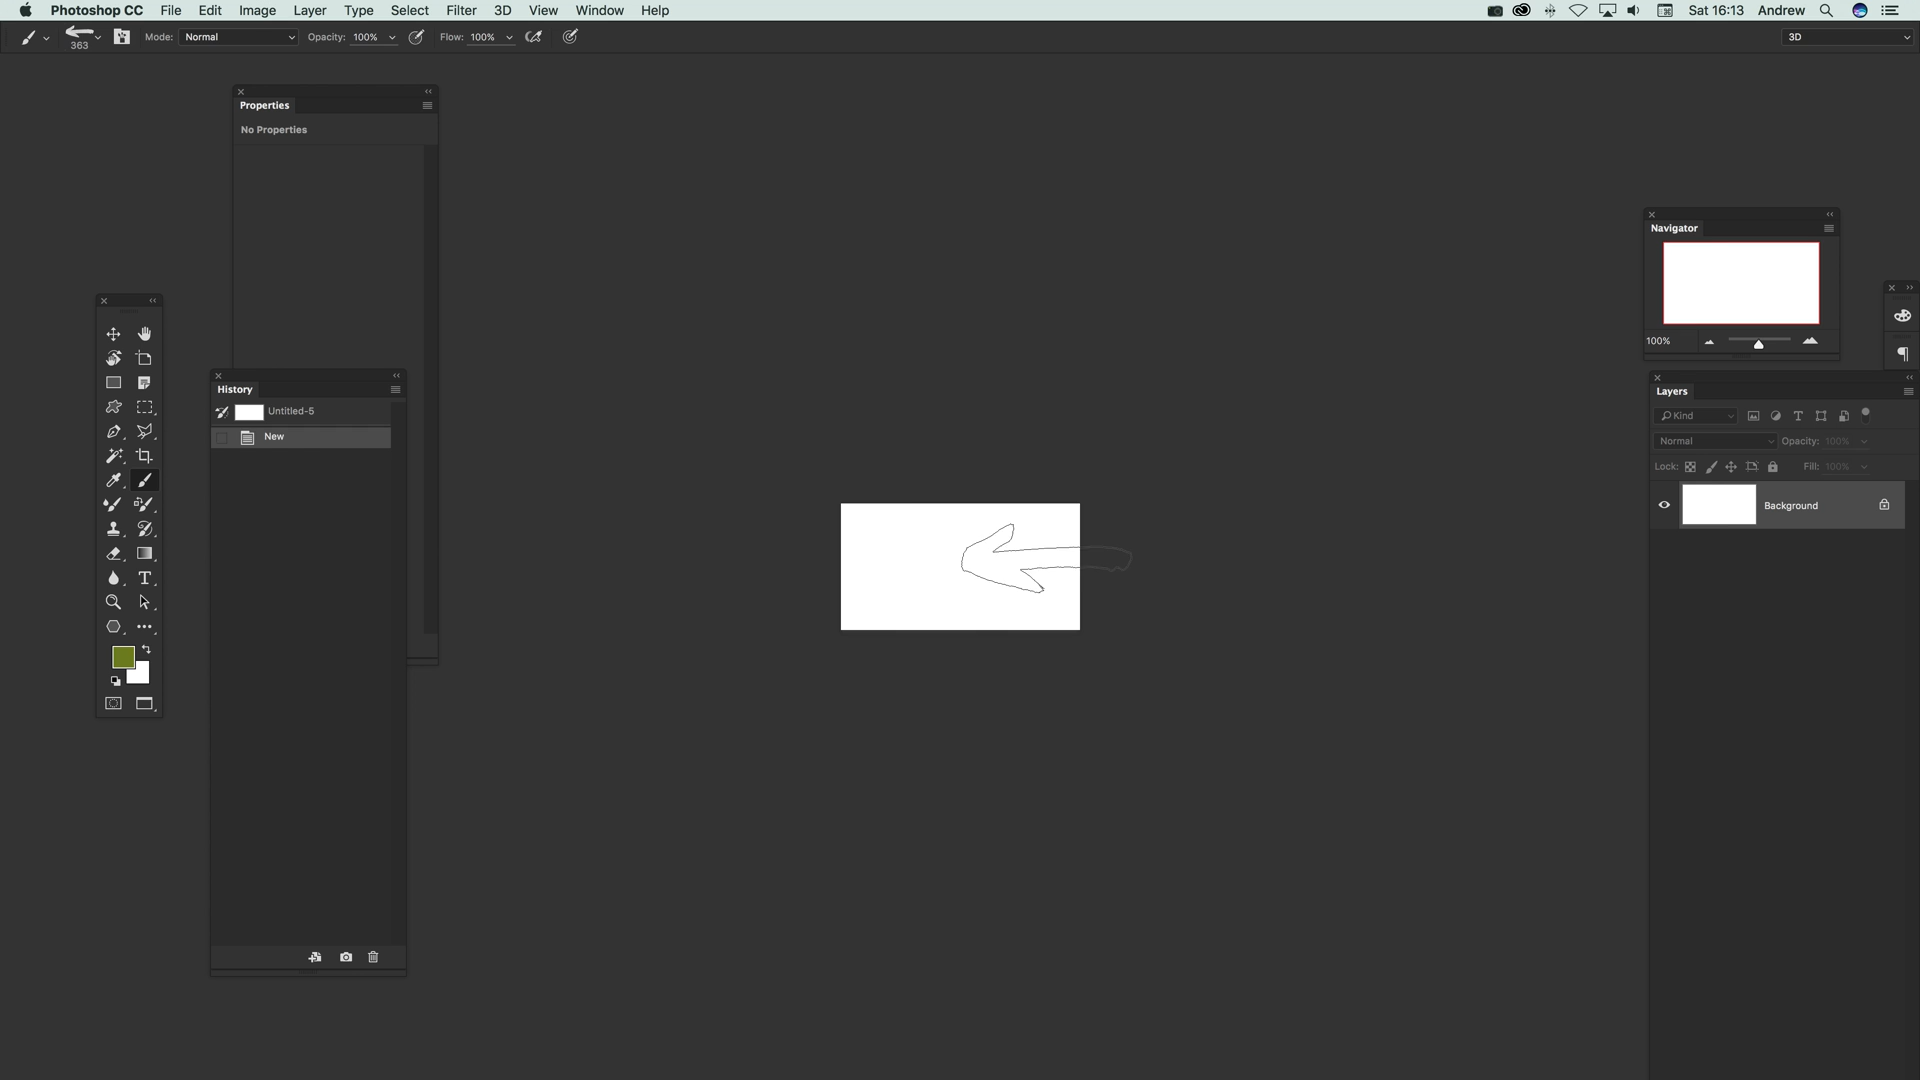 Photoshop CC File Edit Image Layer Type Select Filter 3D View Window Help Sat 16:13 Andrew
363 Mode: Normal Opacity: 100% Flow: 100% 3D
Properties
No Properties
Navigator
100%
History
Untitled-5
New
Layers
Kind
Normal Opacity: 100%
Lock: Fill: 100%
Background